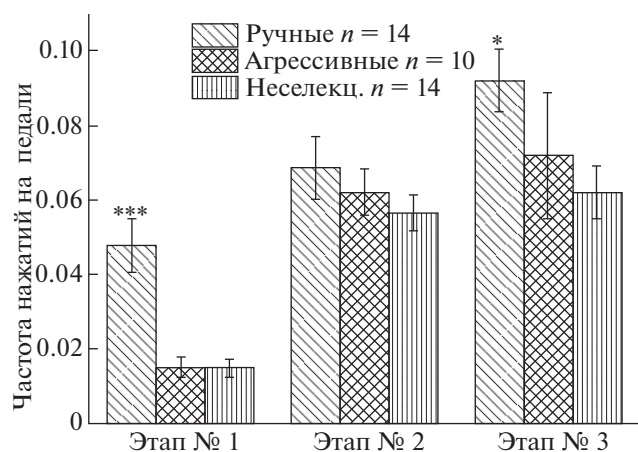 Частота нажатий на педали
0.10
0.08
0.06
0.04
0.02
0
Ручные n = 14
Агрессивные n = 10
Неселекц. n = 14
***
*
Этап № 1
Этап № 2
Этап № 3